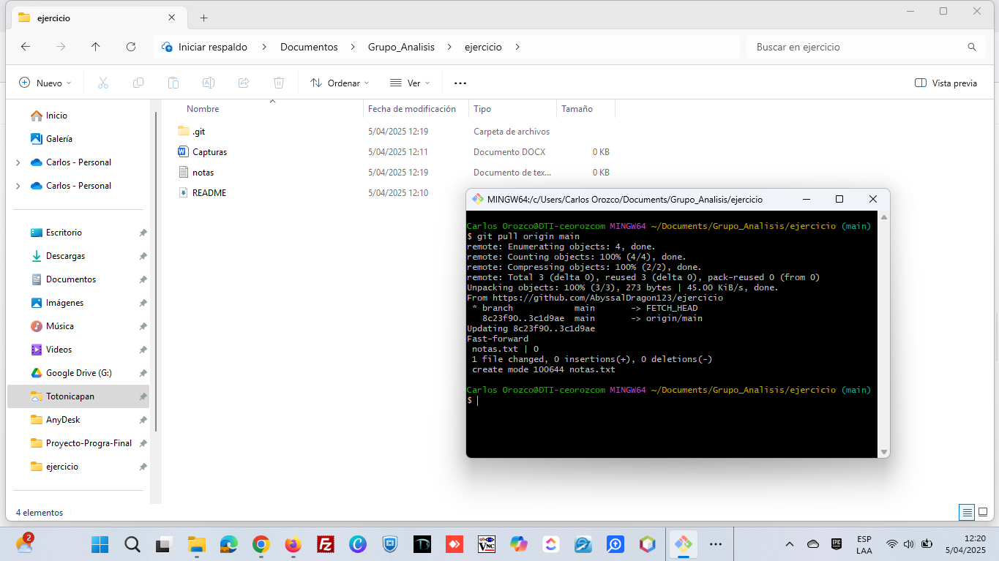 ejercicio
Iniciar respaldo > Documentos > Grupo_Analisis > ejercicio >
Buscar en ejercicio
Nuevo
Ordenar
Ver
Vista previa
Nombre Fecha de modificación Tipo Tamaño
.git 5/04/2025 12:19 Carpeta de archivos
Capturas 5/04/2025 12:11 Documento DOCX 0 KB
notas 5/04/2025 12:19 Documento de tex... 0 KB
README 5/04/2025 12:10
Inicio
Galería
Carlos - Personal
Carlos - Personal
Escritorio
Descargas
Documentos
Imágenes
Música
Videos
Google Drive (G:)
Totonicapan
AnyDesk
Proyecto-Progra-Final
ejercicio
4 elementos
MINGW64:/c/Users/Carlos Orozco/Documents/Grupo_Analisis/ejercicio
Carlos Orozco@DTI-ceorozcom MINGW64 ~/Documents/Grupo_Analisis/ejercicio (main)
$ git pull origin main
remote: Enumerating objects: 4, done.
remote: Counting objects: 100% (4/4), done.
remote: Compressing objects: 100% (2/2), done.
remote: Total 3 (delta 0), reused 3 (delta 0), pack-reused 0 (from 0)
Unpacking objects: 100% (3/3), 273 bytes | 45.00 KiB/s, done.
From https://github.com/AbyssalDragon123/ejercicio
 * branch            main       -> FETCH_HEAD
   8c23f90..3c1d9ae  main       -> origin/main
Updating 8c23f90..3c1d9ae
Fast-forward
 notas.txt | 0
 1 file changed, 0 insertions(+), 0 deletions(-)
 create mode 100644 notas.txt
Carlos Orozco@DTI-ceorozcom MINGW64 ~/Documents/Grupo_Analisis/ejercicio (main)
$
2
FZ
VNC
EPIC
ESP
LAA
12:20
5/04/2025